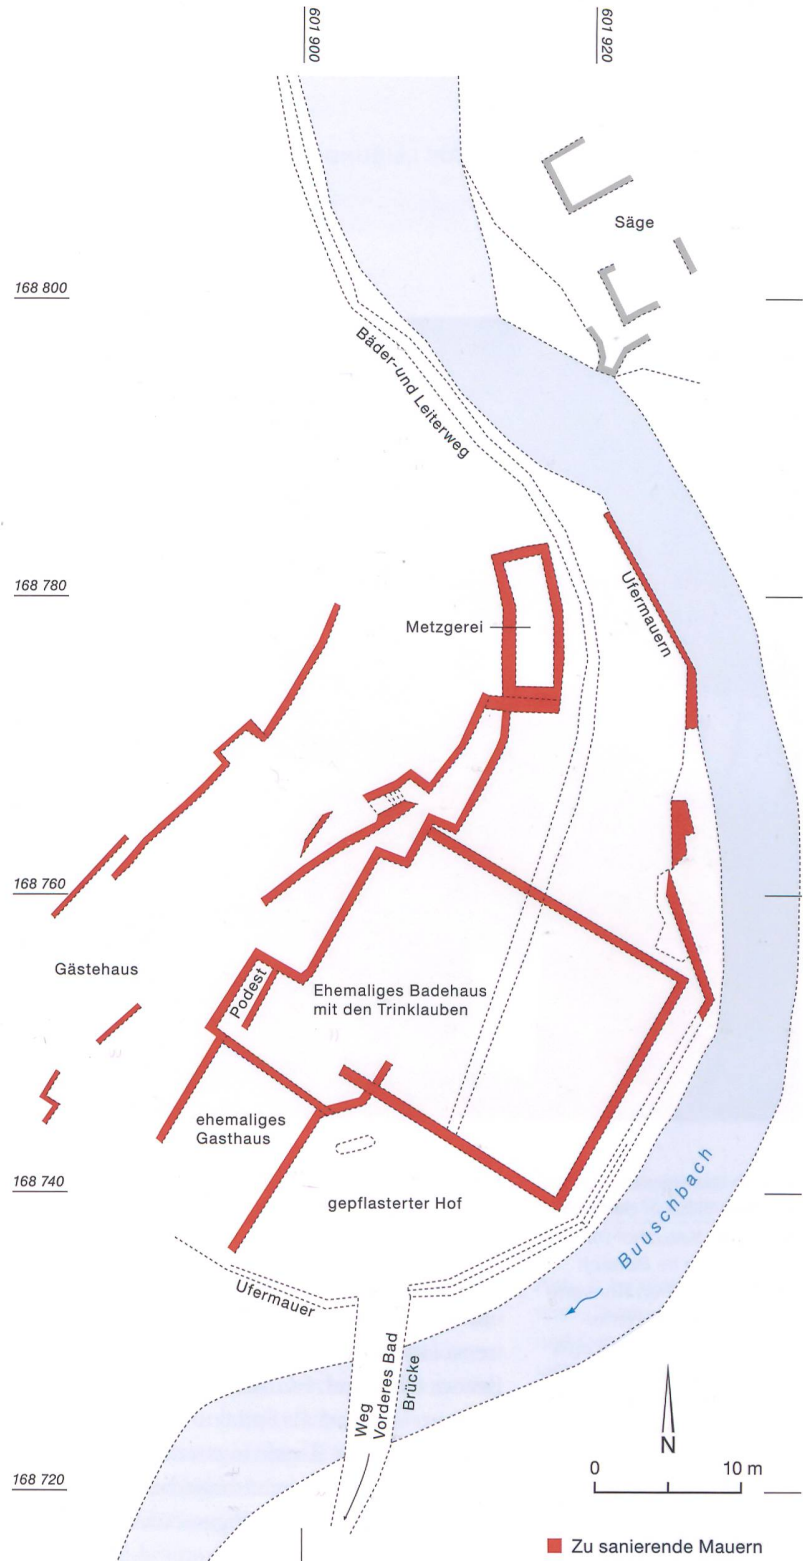 601 900
601 920
Säge
168 800
Bäder-und Leiterweg
168 780
Ufermauern
Metzgerei
168 760
Gästehaus
Podest
Ehemaliges Badehaus
mit den Trinklauben
ehemaliges
Gasthaus
168 740
gepflasterter Hof
Buuschbach
Ufermauer
Weg
Vorderes Bad
Brücke
N
168 720
0 10 m
Zu sanierende Mauern